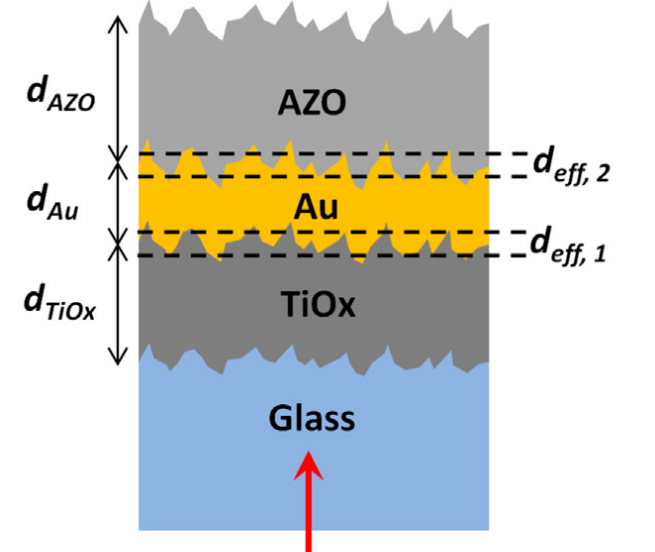 d_AZO
AZO
d_eff, 2
d_Au
Au
d_eff, 1
d_TiOx
TiOx
Glass